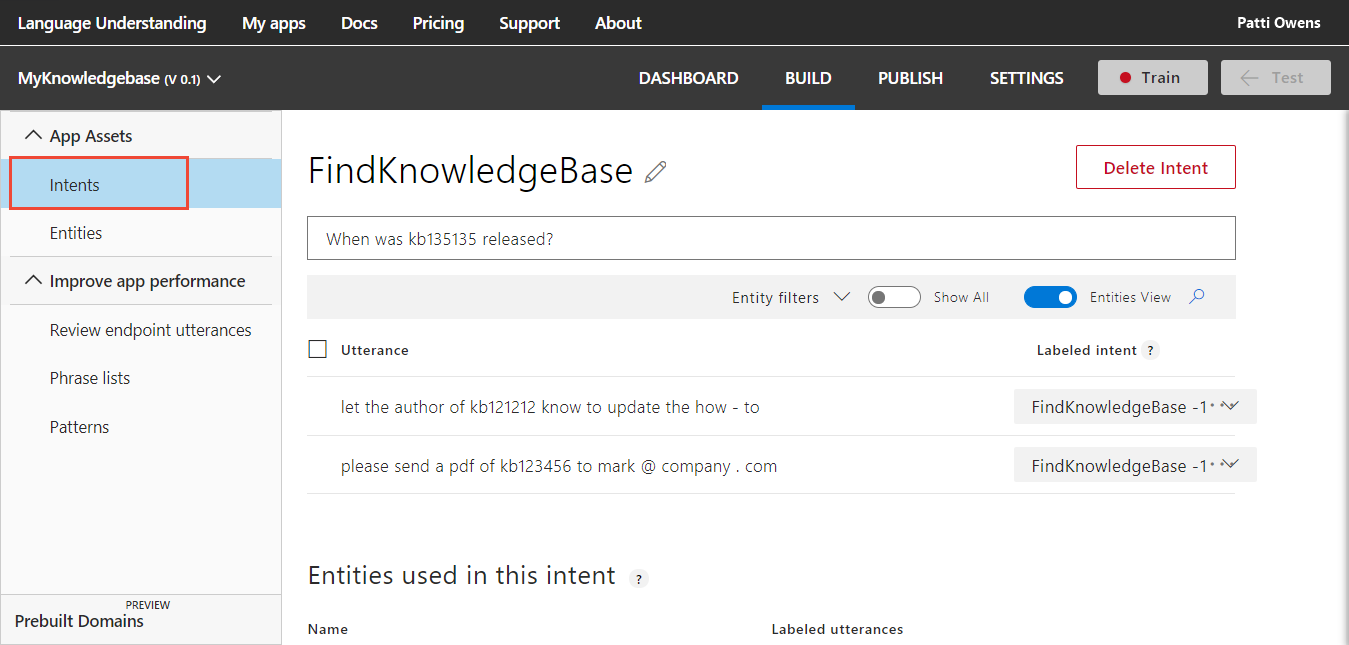 Language Understanding My apps Docs Pricing Support About Patti Owens
MyKnowledgebase (V 0.1) DASHBOARD BUILD PUBLISH SETTINGS Train Test
App Assets
Intents
Entities
Improve app performance
Review endpoint utterances
Phrase lists
Patterns
PREVIEW
Prebuilt Domains
FindKnowledgeBase
Delete Intent
When was kb135135 released?
Entity filters Show All Entities View
Utterance Labeled intent ?
let the author of kb121212 know to update the how - to FindKnowledgeBase -1
please send a pdf of kb123456 to mark @ company . com FindKnowledgeBase -1
Entities used in this intent ?
Name Labeled utterances